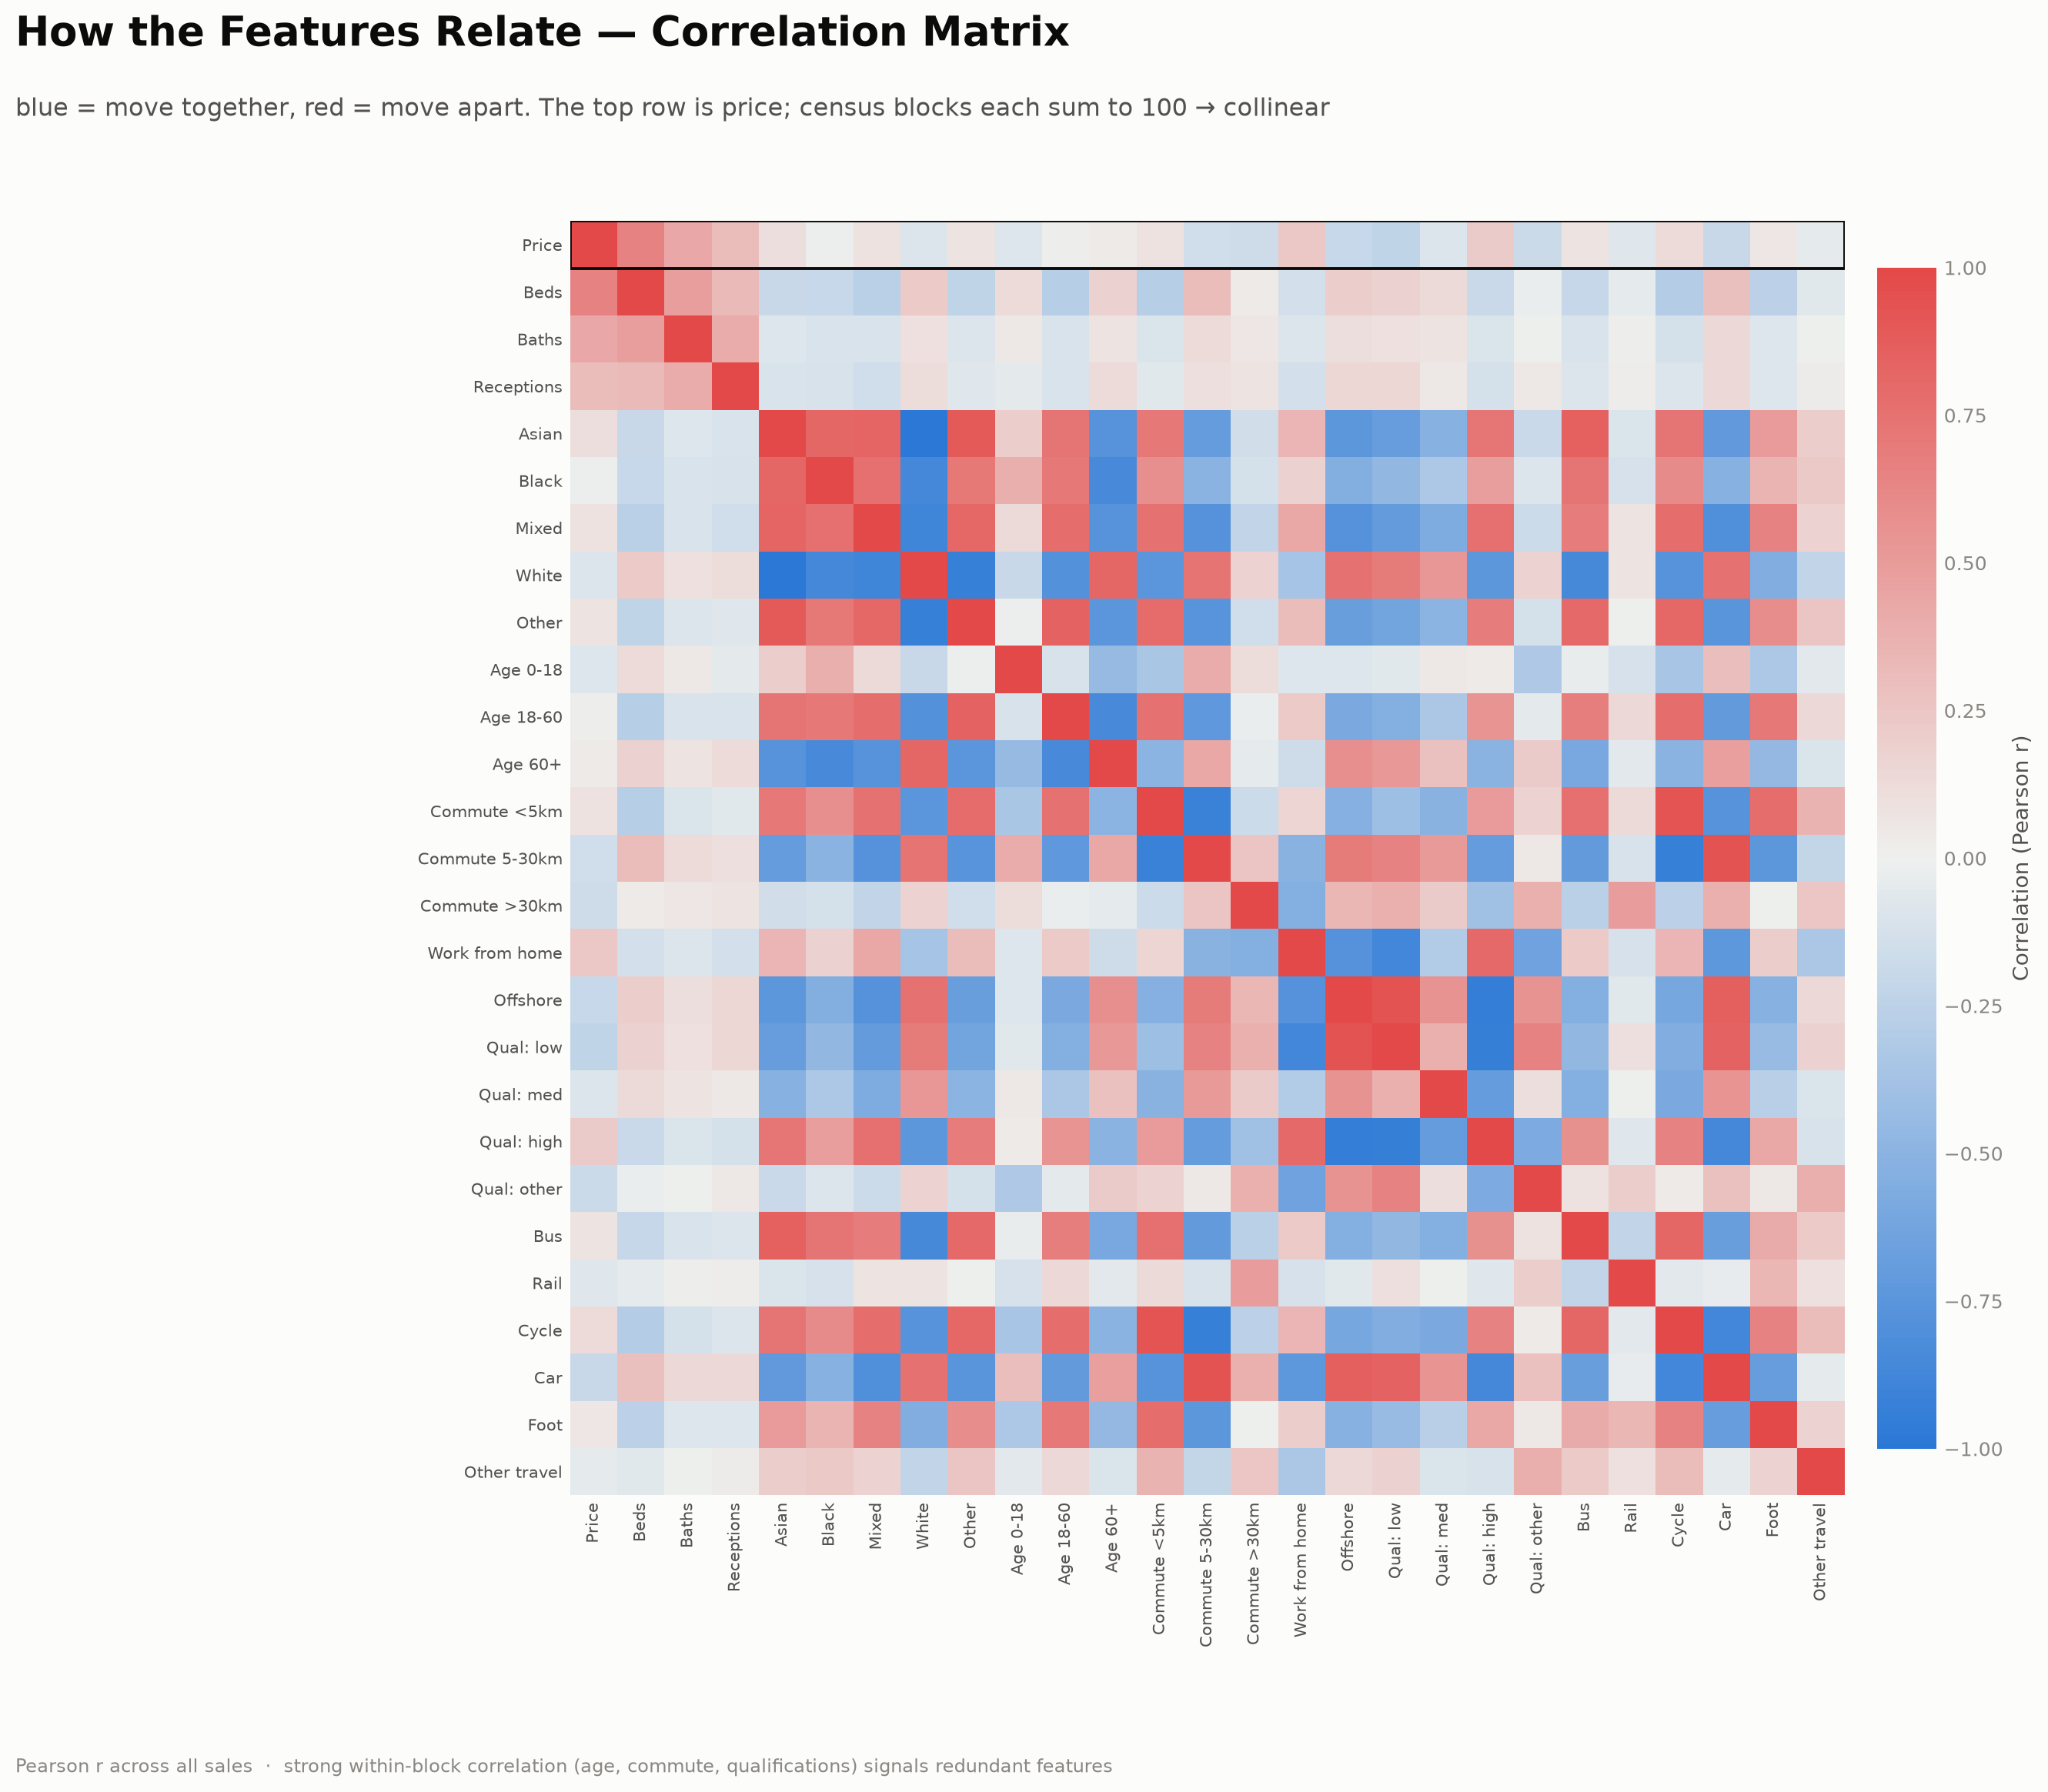 How the Features Relate — Correlation Matrix
blue = move together, red = move apart. The top row is price; census blocks each sum to 100 → collinear
Price
Beds
Baths
Receptions
Asian
Black
Mixed
White
Other
Age 0-18
Age 18-60
Age 60+
Commute <5km
Commute 5-30km
Commute >30km
Work from home
Offshore
Qual: low
Qual: med
Qual: high
Qual: other
Bus
Rail
Cycle
Car
Foot
Other travel
Price
Beds
Baths
Receptions
Asian
Black
Mixed
White
Other
Age 0-18
Age 18-60
Age 60+
Commute <5km
Commute 5-30km
Commute >30km
Work from home
Offshore
Qual: low
Qual: med
Qual: high
Qual: other
Bus
Rail
Cycle
Car
Foot
Other travel
1.00
0.75
0.50
0.25
0.00
−0.25
−0.50
−0.75
−1.00
Correlation (Pearson r)
Pearson r across all sales · strong within-block correlation (age, commute, qualifications) signals redundant features